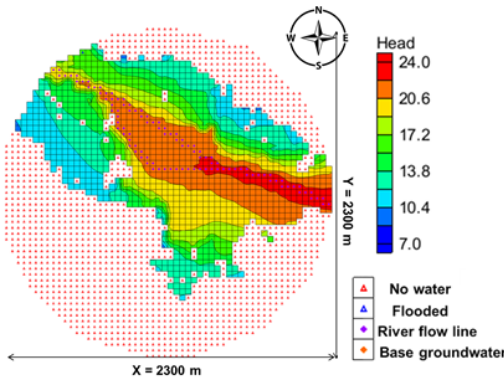 N
W E
S
Head
24.0
20.6
17.2
13.8
10.4
7.0
Y = 2300 m
No water
Flooded
River flow line
Base groundwater
X = 2300 m